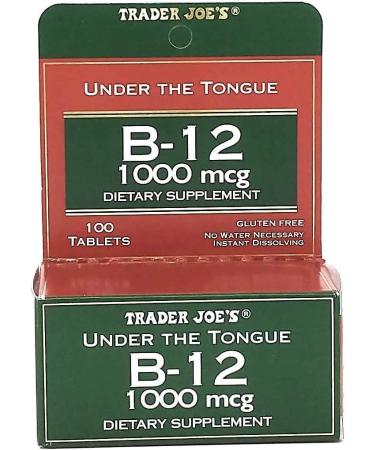 TRADER JOE'S®
UNDER THE TONGUE
B-12
1000 mcg
DIETARY SUPPLEMENT
100
TABLETS
GLUTEN FREE
NO WATER NECESSARY
INSTANT DISSOLVING
TRADER JOE'S®
UNDER THE TONGUE
B-12
1000 mcg
DIETARY SUPPLEMENT